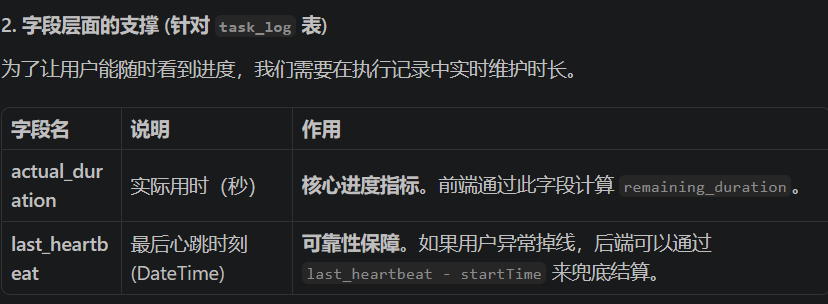 2. 字段层面的支撑 (针对 task_log 表)
为了让用户能随时看到进度，我们需要在执行记录中实时维护时长。
字段名 说明 作用
actual_dur
ation
实际用时（秒）
核心进度指标。前端通过此字段计算 remaining_duration 。
last_heartb
eat
最后心跳时刻
(DateTime)
可靠性保障。如果用户异常掉线，后端可以通过
last_heartbeat - startTime 来兜底结算。